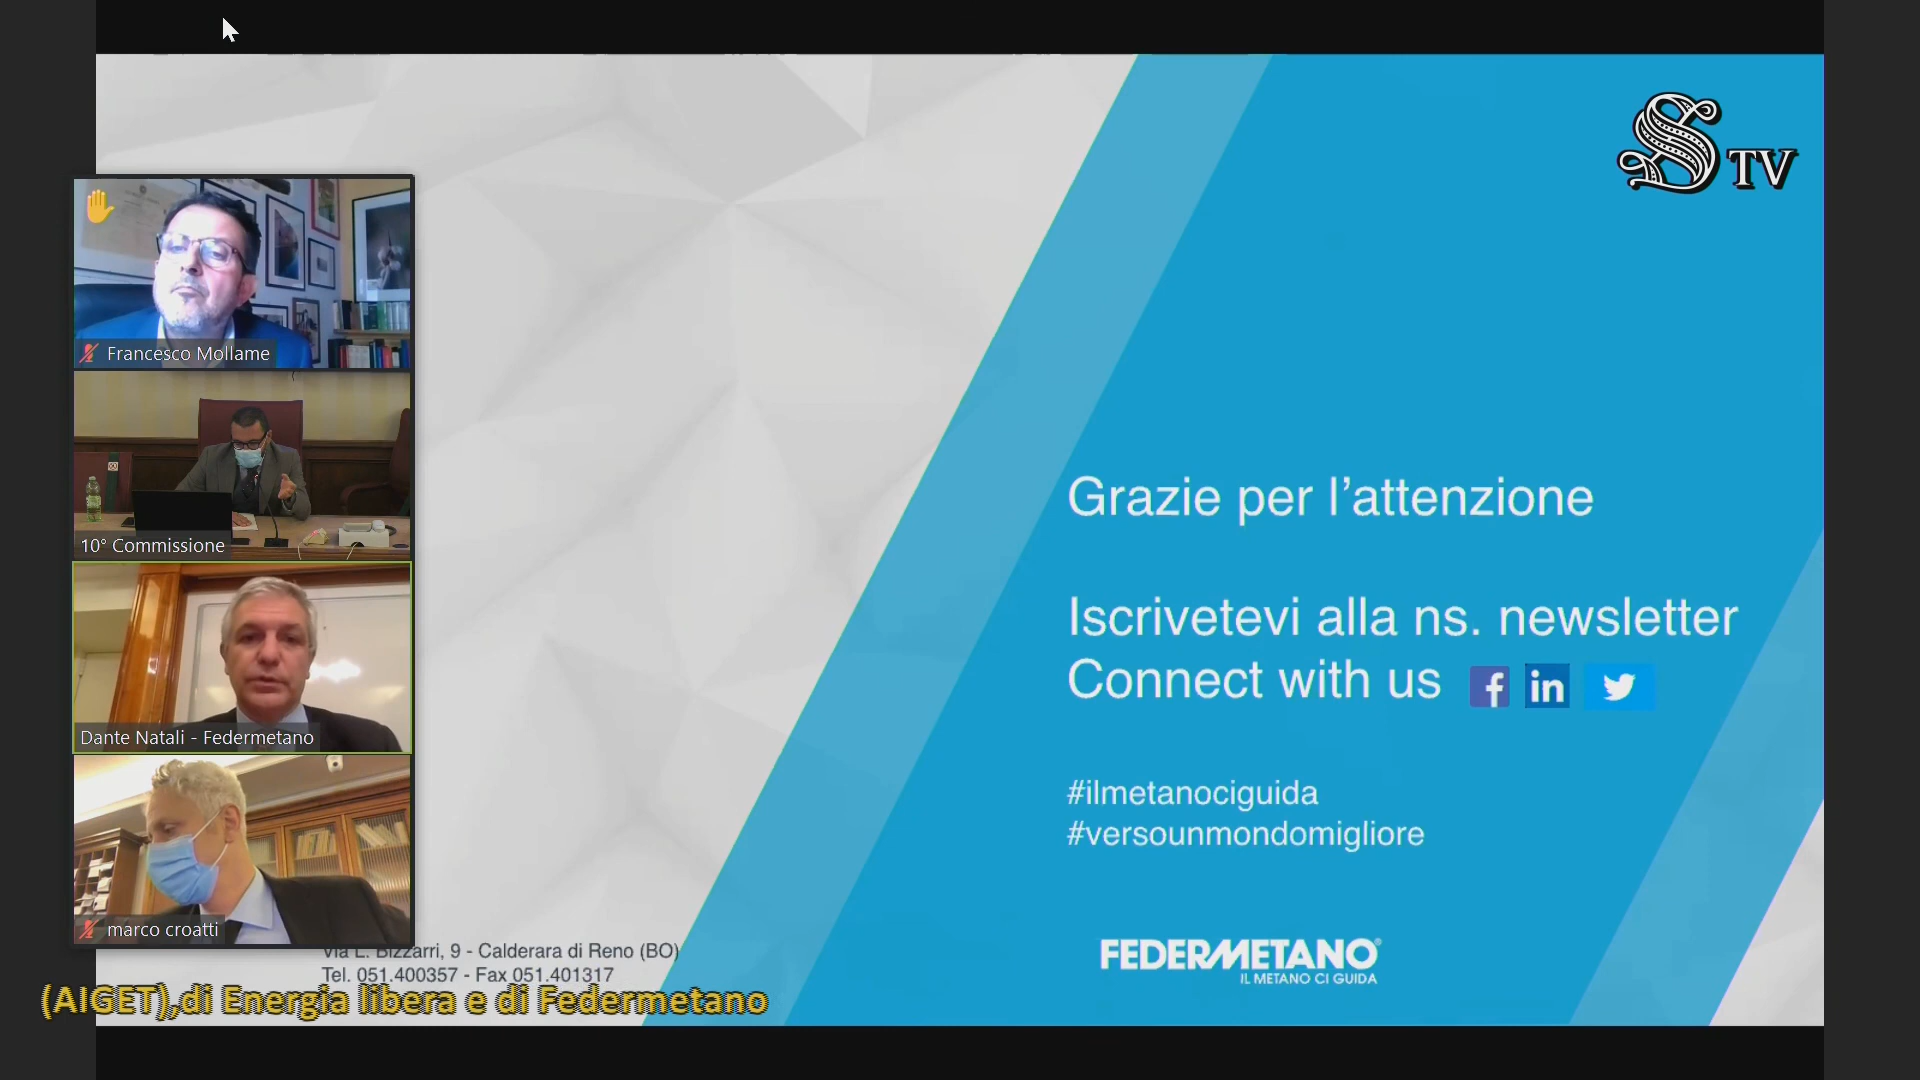 S TV
Francesco Mollame
10° Commissione
Dante Natali - Federmetano
marco croatti
Grazie per l'attenzione
Iscrivetevi alla ns. newsletter
Connect with us
#ilmetanociguida
#versounmondomigliore
FEDERMETANO®
IL METANO CI GUIDA
Via L. Bizzarri, 9 - Calderara di Reno (BO)
Tel. 051.400357 - Fax 051.401317
(AIGET),di Energia libera e di Federmetano